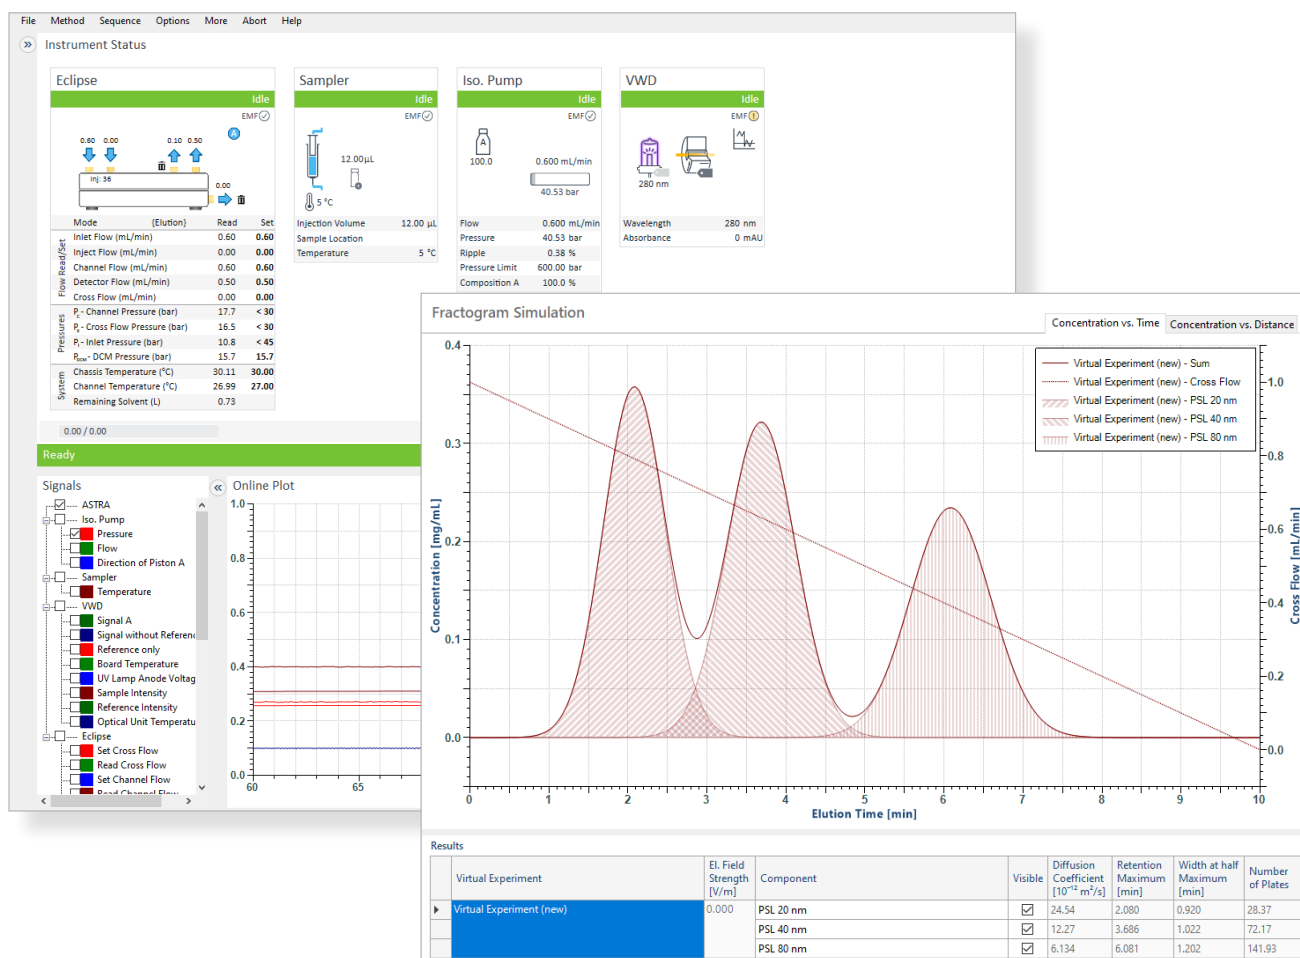 File Method Sequence Options More Abort Help
Instrument Status
Eclipse
Idle
EMF
A
0.60 0.00 0.10 0.50
inj: 36
0.00
Mode {Elution} Read Set
Flow Read/Set
Inlet Flow (mL/min) 0.60 0.60
Inject Flow (mL/min) 0.00 0.00
Channel Flow (mL/min) 0.60 0.60
Detector Flow (mL/min) 0.50 0.50
Cross Flow (mL/min) 0.00 0.00
Pressures
- Channel Pressure (bar) 17.7 < 30
- Cross Flow Pressure (bar) 16.5 < 30
- Inlet Pressure (bar) 10.8 < 45
- DCM Pressure (bar) 15.7 15.7
System
Chassis Temperature (°C) 30.11 30.00
Channel Temperature (°C) 26.99 27.00
Remaining Solvent (L) 0.73
Sampler
Idle
EMF
12.00 µL
5 °C
Injection Volume 12.00 µL
Sample Location
Temperature 5 °C
Iso. Pump
Idle
EMF
A
100.0 0.600 mL/min
40.53 bar
Flow 0.600 mL/min
Pressure 40.53 bar
Ripple 0.38 %
Pressure Limit 600.00 bar
Composition A 100.0 %
VWD
Idle
EMF
280 nm
Wavelength 280 nm
Absorbance 0 mAU
0.00 / 0.00
Ready
Signals
ASTRA
Iso. Pump
Pressure
Flow
Direction of Piston A
Sampler
Temperature
VWD
Signal A
Signal without Referenc
Reference only
Board Temperature
UV Lamp Anode Voltag
Sample Intensity
Reference Intensity
Optical Unit Temperatu
Eclipse
Set Cross Flow
Read Cross Flow
Set Channel Flow
Read Channel Flow
Online Plot
1.0
0.8
0.6
0.4
0.2
0.0
60 65
Fractogram Simulation
Concentration vs. Time Concentration vs. Distance
Virtual Experiment (new) - Sum
Virtual Experiment (new) - Cross Flow
Virtual Experiment (new) - PSL 20 nm
Virtual Experiment (new) - PSL 40 nm
Virtual Experiment (new) - PSL 80 nm
Concentration [mg/mL]
0.4
0.3
0.2
0.1
0.0
Cross Flow [mL/min]
1.0
0.8
0.6
0.4
0.2
0.0
0 1 2 3 4 5 6 7 8 9 10
Elution Time [min]
Results
Virtual Experiment
El. Field
Strength
[V/m]
Component
Visible
Diffusion
Coefficient
[10⁻¹² m²/s]
Retention
Maximum
[min]
Width at half
Maximum
[min]
Number
of Plates
Virtual Experiment (new) 0.000 PSL 20 nm 24.54 2.080 0.920 28.37
PSL 40 nm 12.27 3.686 1.022 72.17
PSL 80 nm 6.134 6.081 1.202 141.93